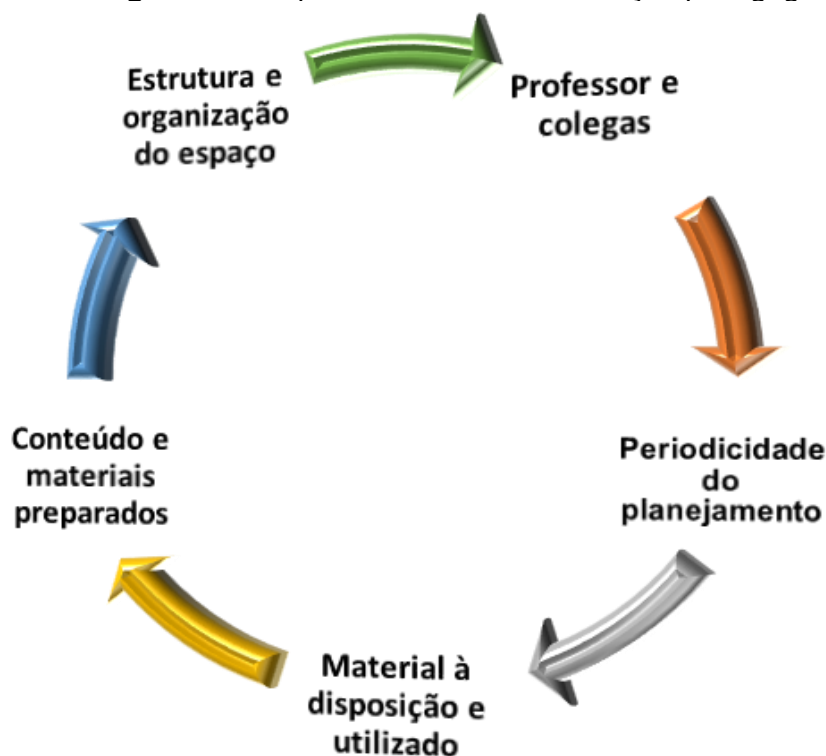 Estrutura e
organização
do espaço
Professor e
colegas
Periodicidade
do
planejamento
Material à
disposição e
utilizado
Conteúdo e
materiais
preparados